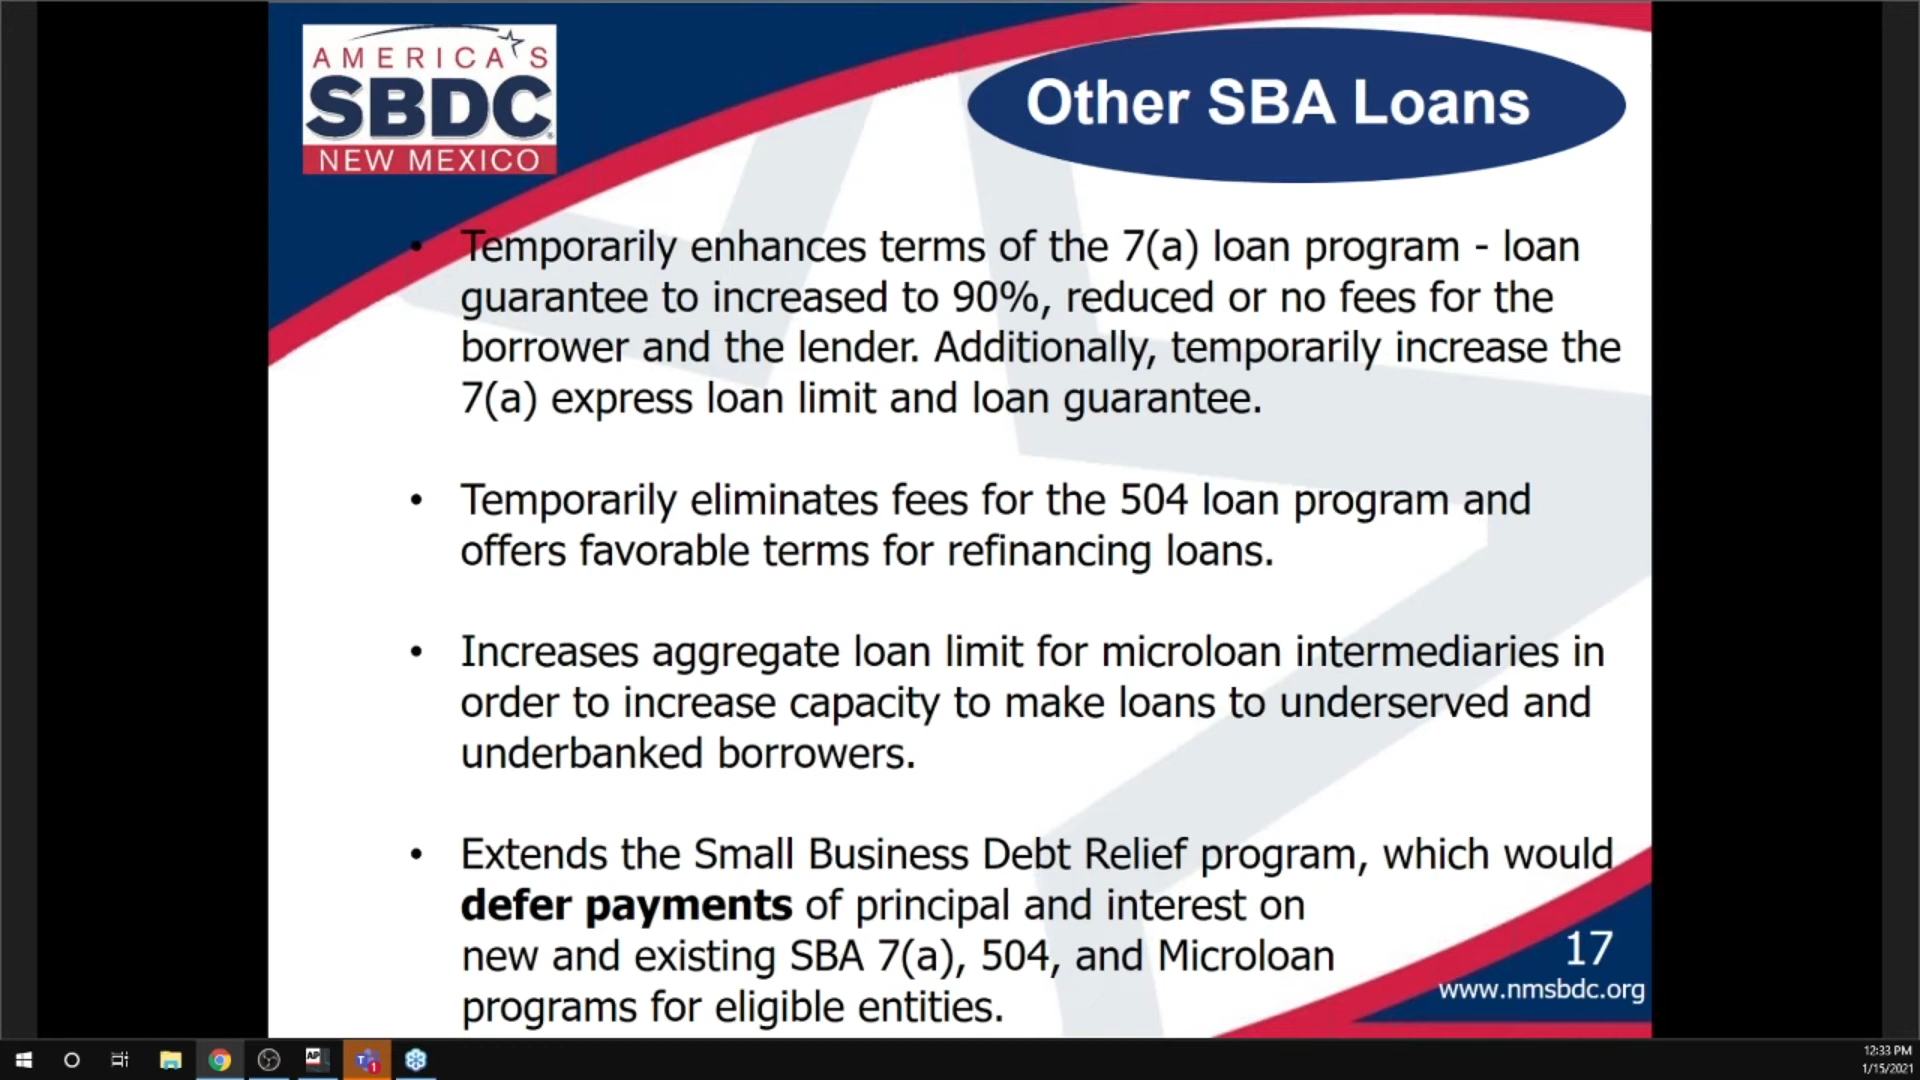 AMERICA'S
SBDC
NEW MEXICO
Other SBA Loans
• Temporarily enhances terms of the 7(a) loan program - loan
guarantee to increased to 90%, reduced or no fees for the
borrower and the lender. Additionally, temporarily increase the
7(a) express loan limit and loan guarantee.
• Temporarily eliminates fees for the 504 loan program and
offers favorable terms for refinancing loans.
• Increases aggregate loan limit for microloan intermediaries in
order to increase capacity to make loans to underserved and
underbanked borrowers.
• Extends the Small Business Debt Relief program, which would
defer payments of principal and interest on
new and existing SBA 7(a), 504, and Microloan
programs for eligible entities.
17
www.nmsbdc.org
AP
T
1
12:33 PM
1/15/2021